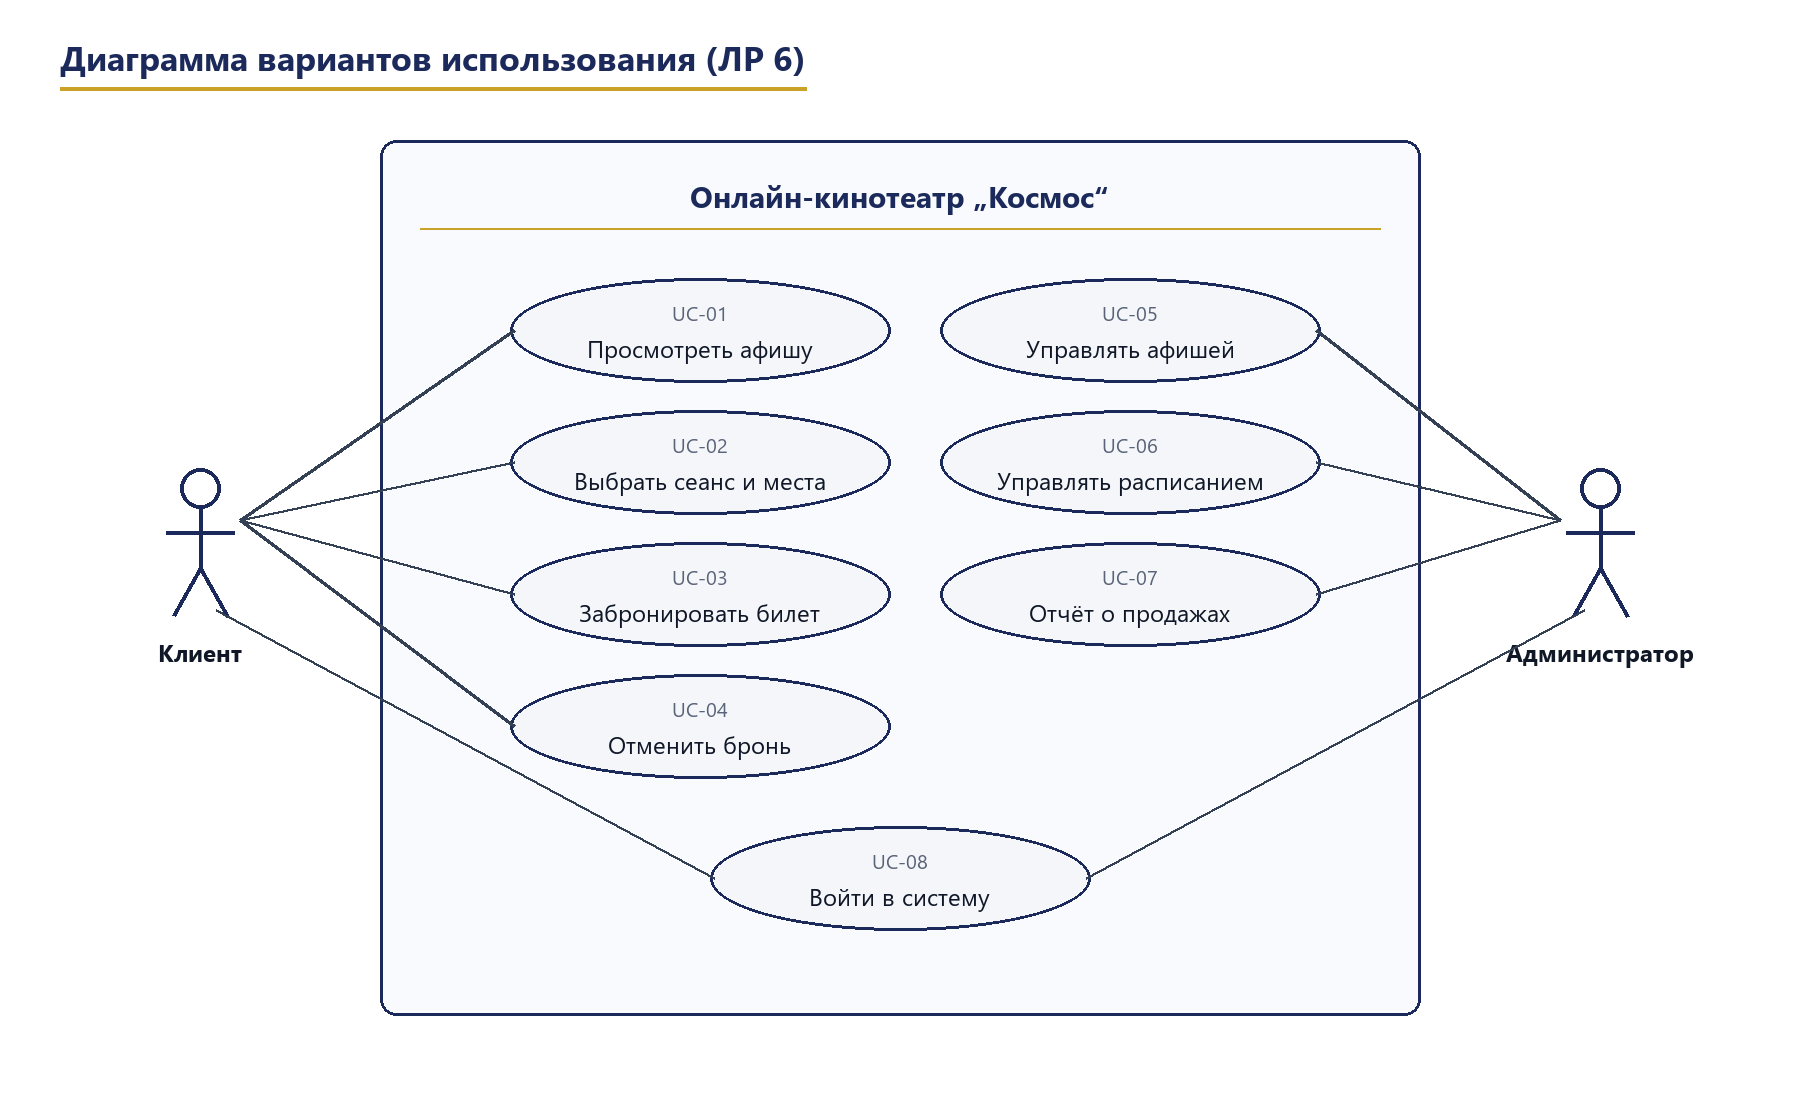 Диаграмма вариантов использования (ЛР 6)
Онлайн-кинотеатр „Космос“
UC-01
Просмотреть афишу
UC-05
Управлять афишей
UC-02
Выбрать сеанс и места
UC-06
Управлять расписанием
UC-03
Забронировать билет
UC-07
Отчёт о продажах
Клиент
Администратор
UC-04
Отменить бронь
UC-08
Войти в систему